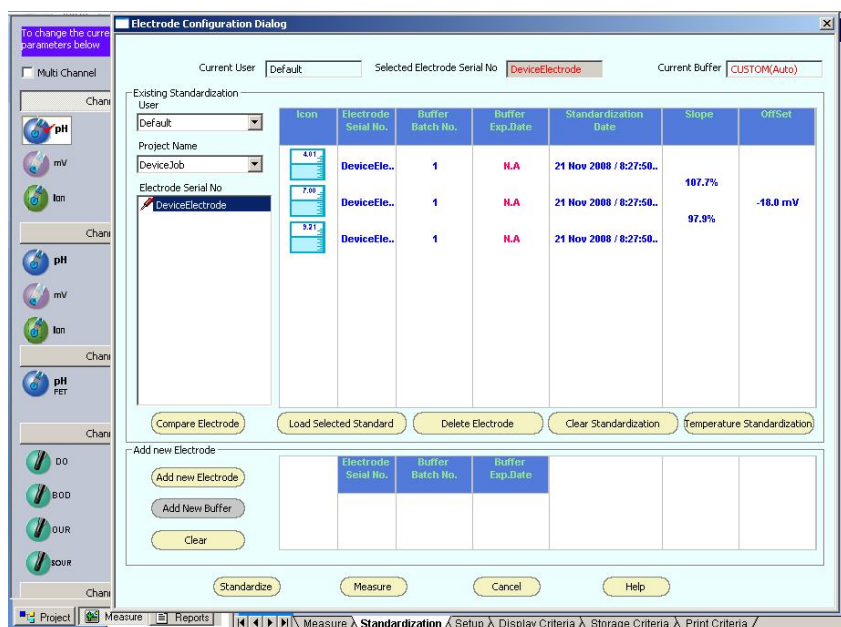 Electrode Configuration Dialog
To change the curre
parameters below
Multi Channel
Chann
pH
mV
Ion
Chann
pH
mV
Ion
Chann
pH
FET
Chann
DO
BOD
OUR
SOUR
Chann
Current User Default Selected Electrode Serial No DeviceElectrode Current Buffer CUSTOM(Auto)
Existing Standardization
User
Default
Project Name
DeviceJob
Electrode Serial No
DeviceElectrode
Icon Electrode Seial No. Buffer Batch No. Buffer Exp.Date Standardization Date Slope OffSet
4.01 DeviceEle.. 1 N.A 21 Nov 2008 / 8:27:50..
107.7%
7.00 DeviceEle.. 1 N.A 21 Nov 2008 / 8:27:50.. -18.0 mV
97.9%
9.21 DeviceEle.. 1 N.A 21 Nov 2008 / 8:27:50..
Compare Electrode Load Selected Standard Delete Electrode Clear Standardization Temperature Standardization
Add new Electrode
Electrode Seial No. Buffer Batch No. Buffer Exp.Date
Add new Electrode
Add New Buffer
Clear
Standardize Measure Cancel Help
Project Measure Reports Measure Standardization Setup Display Criteria Storage Criteria Print Criteria